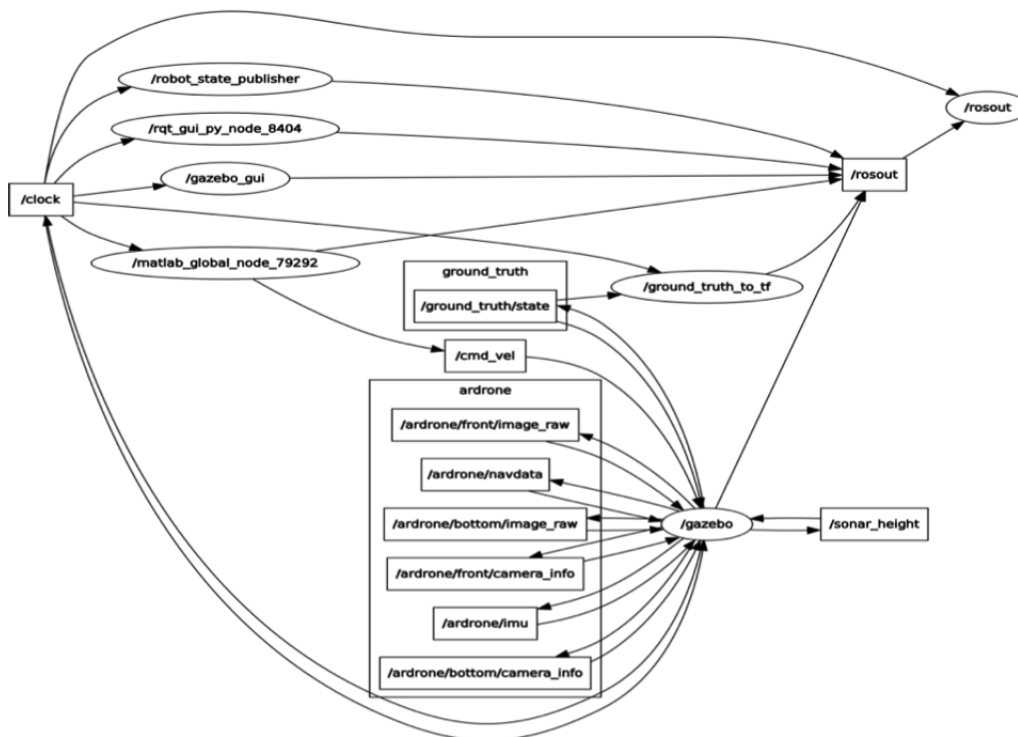 /robot_state_publisher
/rosout
/rqt_gui_py_node_8404
/rosout
/gazebo_gui
/clock
/matlab_global_node_79292
ground_truth
/ground_truth_to_tf
/ground_truth/state
/cmd_vel
ardrone
/ardrone/front/image_raw
/ardrone/navdata
/ardrone/bottom/image_raw
/gazebo
/sonar_height
/ardrone/front/camera_info
/ardrone/imu
/ardrone/bottom/camera_info